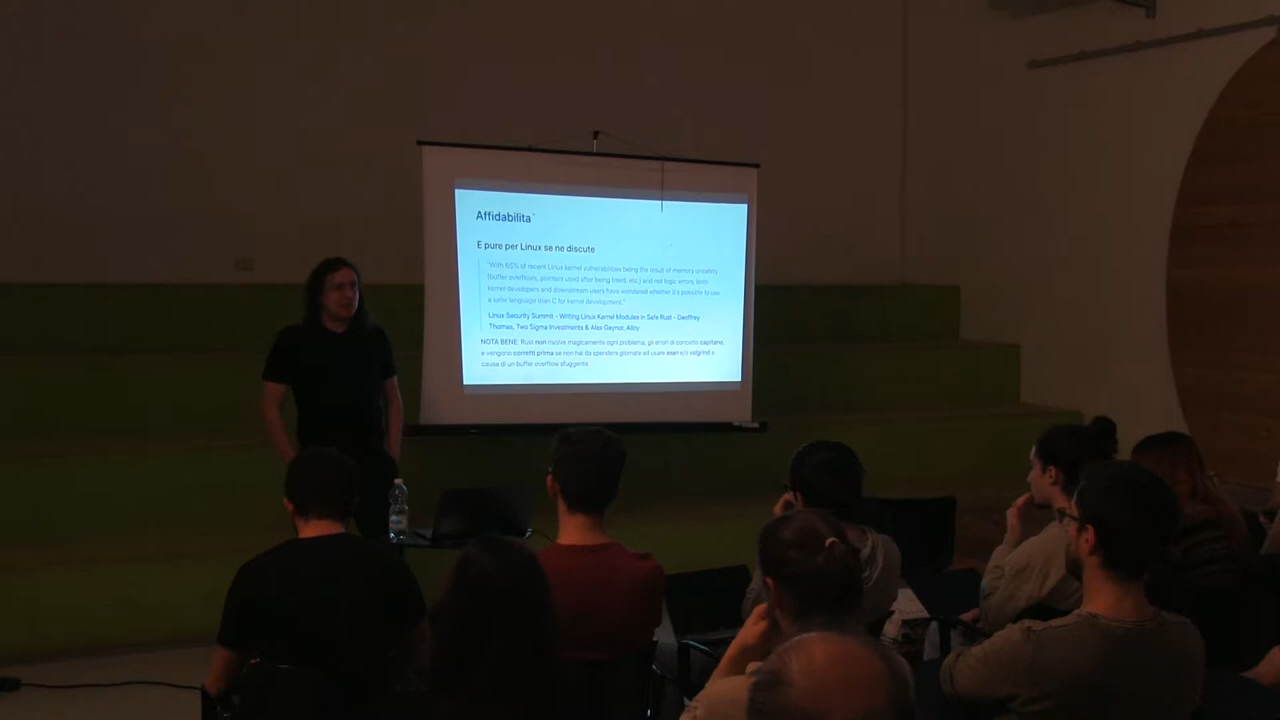 Affidabilita`
E pure per Linux se ne discute
"With 65% of recent Linux kernel vulnerabilities being the result of memory unsafety
(buffer overflows, pointers used after being freed, etc.) and not logic errors, both
kernel developers and downstream users have wondered whether it's possible to use
a safer language than C for kernel development."
Linux Security Summit - Writing Linux Kernel Modules in Safe Rust - Geoffrey
Thomas, Two Sigma Investments & Alex Gaynor, Alloy
NOTA BENE: Rust non risolve magicamente ogni problema, gli errori di concetto capitano,
e vengono corretti prima se non hai da spendere giornate ad usare asan e/o valgrind a
causa di un buffer overflow sfuggente.